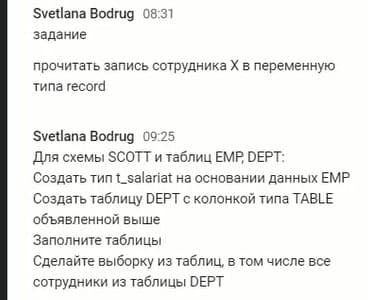 Svetlana Bodrug 08:31
задание
прочитать запись сотрудника X в переменную
типа record
Svetlana Bodrug 09:25
Для схемы SCOTT и таблиц EMP, DEPT:
Создать тип t_salariat на основании данных EMP
Создать таблицу DEPT с колонкой типа TABLE
объявленной выше
Заполните таблицы
Сделайте выборку из таблиц, в том числе все
сотрудники из таблицы DEPT